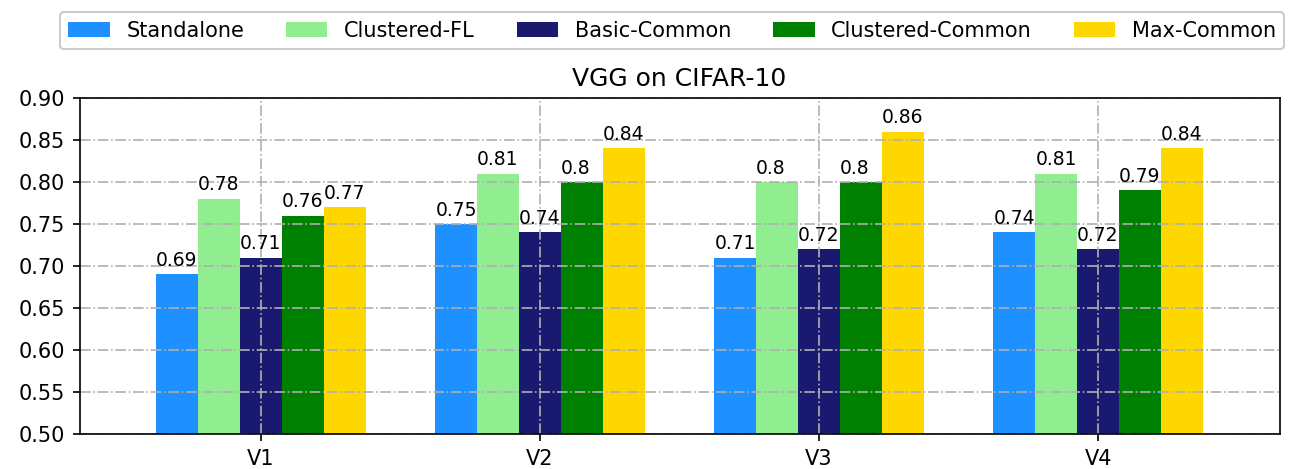 Standalone Clustered-FL Basic-Common Clustered-Common Max-Common
VGG on CIFAR-10
0.90
0.85
0.80
0.75
0.70
0.65
0.60
0.55
0.50
0.69 0.78 0.71 0.76 0.77
0.75 0.81 0.74 0.8 0.84
0.71 0.8 0.72 0.8 0.86
0.74 0.81 0.72 0.79 0.84
V1 V2 V3 V4